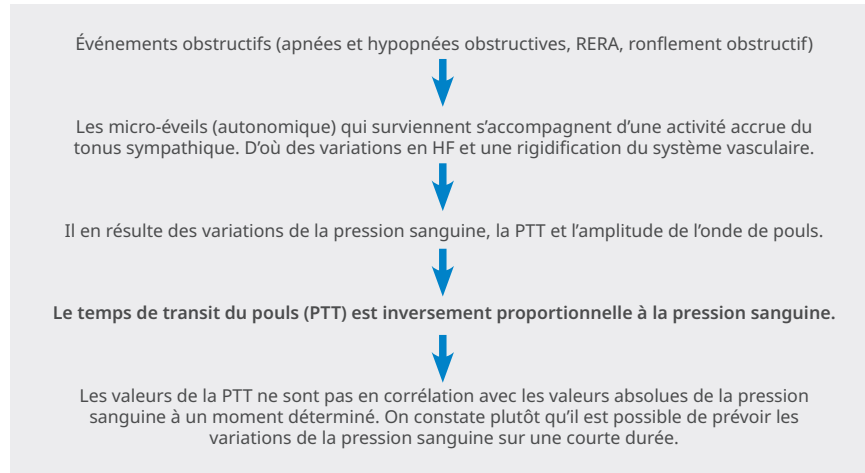 Événements obstructifs (apnées et hypopnées obstructives, RERA, ronflement obstructif)
Les micro-éveils (autonomique) qui surviennent s’accompagnent d’une activité accrue du
tonus sympathique. D’où des variations en HF et une rigidification du système vasculaire.
Il en résulte des variations de la pression sanguine, la PTT et l’amplitude de l’onde de pouls.
Le temps de transit du pouls (PTT) est inversement proportionnelle à la pression sanguine.
Les valeurs de la PTT ne sont pas en corrélation avec les valeurs absolues de la pression
sanguine à un moment déterminé. On constate plutôt qu’il est possible de prévoir les
variations de la pression sanguine sur une courte durée.